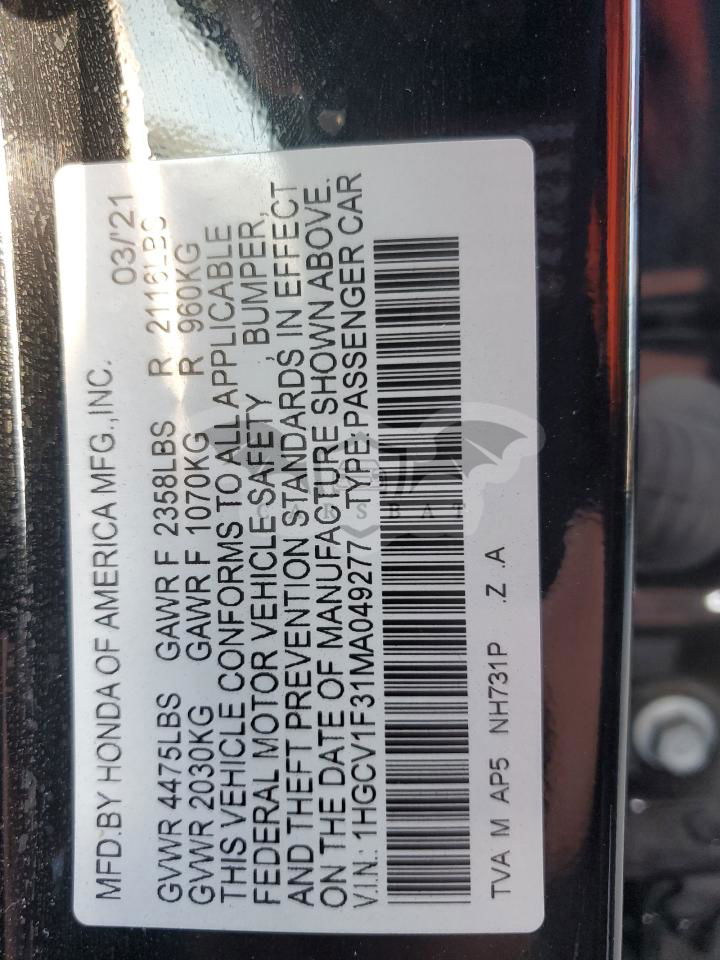 MFD.BY HONDA OF AMERICA MFG.,INC. 03/'21
GVWR 4475LBS GAWR F 2358LBS R 2116LBS
GVWR 2030KG GAWR F 1070KG R 960KG
THIS VEHICLE CONFORMS TO ALL APPLICABLE
FEDERAL MOTOR VEHICLE SAFETY, BUMPER,
AND THEFT PREVENTION STANDARDS, IN EFFECT
ON THE DATE OF MANUFACTURE SHOWN ABOVE.
V.I.N.: 1HGCV1F31MA049277 TYPE: PASSENGER CAR
TVA M AP5 NH731P .Z .A
CARSBAT